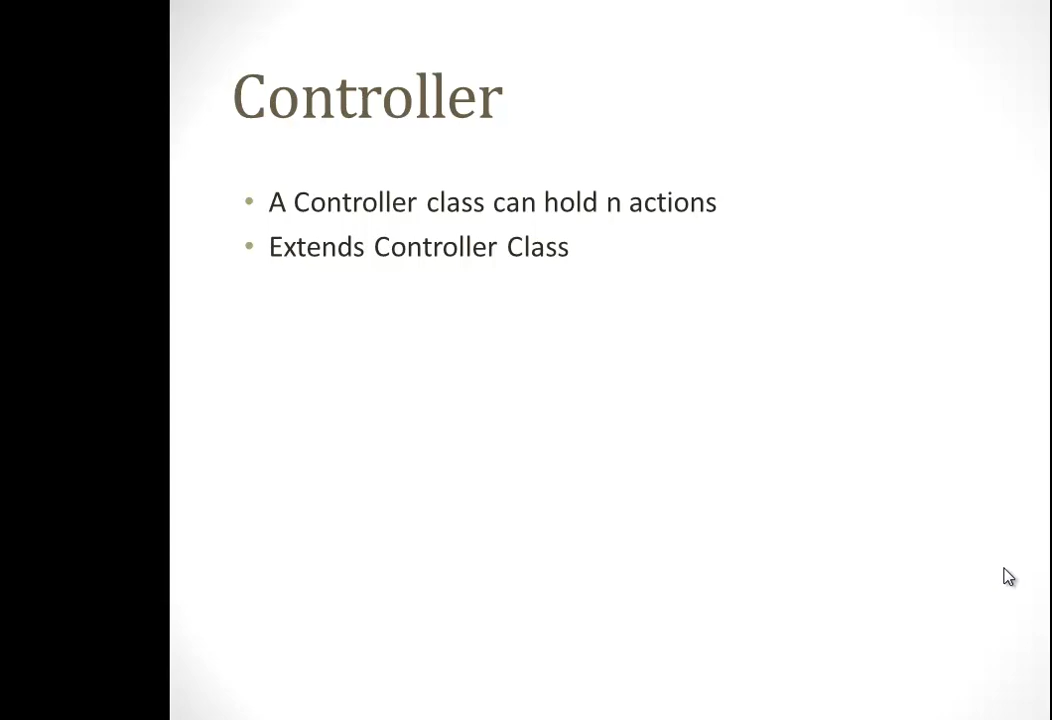 Controller
• A Controller class can hold n actions
• Extends Controller Class